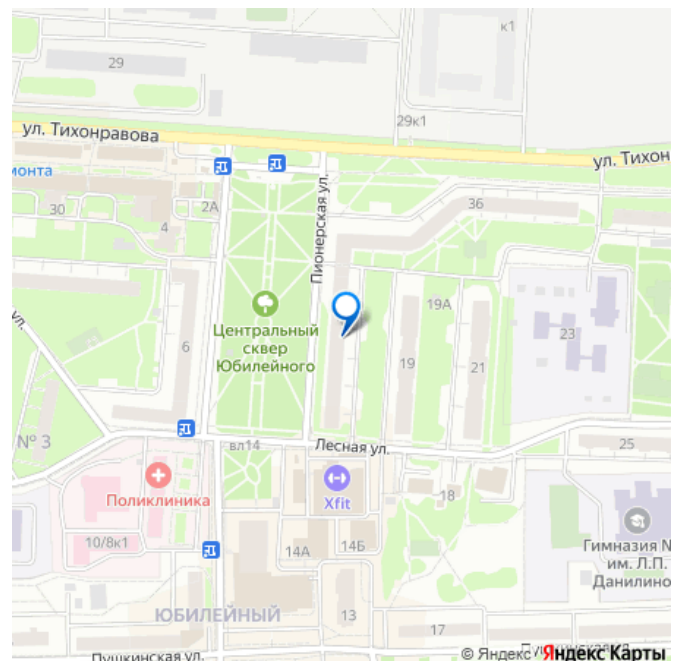 к1
29
29к1
ул. Тихонравова
ул. Тихон
монта
2А
30
4
36
Пионерская ул.
Центральный
сквер
Юбилейного
6
19А
19
21
23
ул.
№ 3
вл14
Лесная ул.
25
Поликлиника
Xfit
18
10/8к1
14А
14Б
Гимназия N
им. Л.П.
Данилино
ЮБИЛЕЙНЫЙ
13
17
Пушкинская ул.
© Яндекс Яндекс Карты